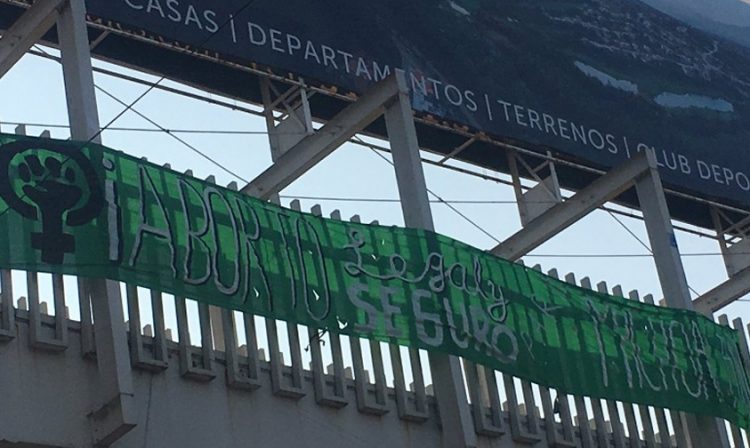 CASAS | DEPARTAMENTOS | TERRENOS | CLUB DEPO
¡ABORTO Legal y
SEGURO